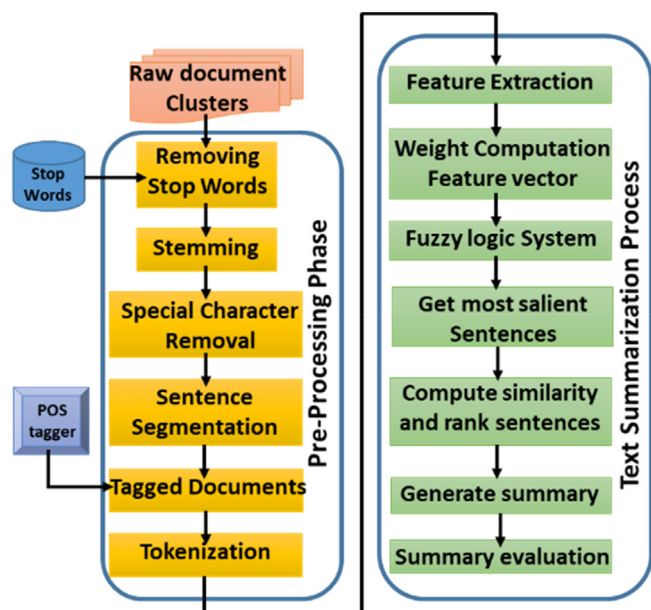 Raw document
Clusters
Stop
Words
Removing
Stop Words
Stemming
Special Character
Removal
Sentence
Segmentation
POS
tagger
Tagged Documents
Tokenization
Pre-Processing Phase
Feature Extraction
Weight Computation
Feature vector
Fuzzy logic System
Get most salient
Sentences
Compute similarity
and rank sentences
Generate summary
Summary evaluation
Text Summarization Process